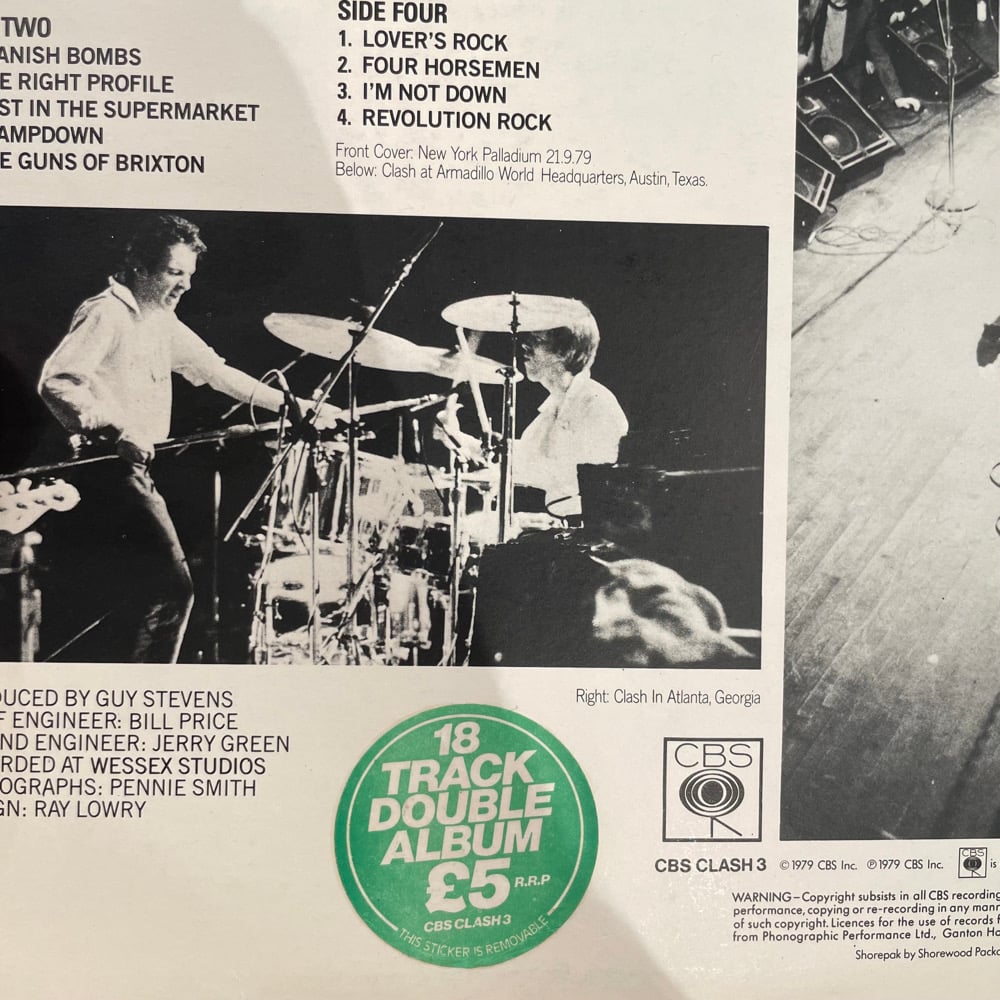 TWO
ANISH BOMBS
E RIGHT PROFILE
ST IN THE SUPERMARKET
AMPDOWN
E GUNS OF BRIXTON
SIDE FOUR
1. LOVER'S ROCK
2. FOUR HORSEMEN
3. I'M NOT DOWN
4. REVOLUTION ROCK
Front Cover: New York Palladium 21.9.79
Below: Clash at Armadillo World Headquarters, Austin, Texas.
DUCED BY GUY STEVENS
F ENGINEER: BILL PRICE
ND ENGINEER: JERRY GREEN
RDED AT WESSEX STUDIOS
OGRAPHS: PENNIE SMITH
GN: RAY LOWRY
18
TRACK
DOUBLE
ALBUM
£5 R.R.P
CBS CLASH 3
THIS STICKER IS REMOVABLE
Right: Clash In Atlanta, Georgia
CBS
CBS CLASH 3 © 1979 CBS Inc. ℗ 1979 CBS Inc. CBS is
WARNING – Copyright subsists in all CBS recording
performance, copying or re-recording in any mann
of such copyright. Licences for the use of records f
from Phonographic Performance Ltd., Ganton Ho
Shorepak by Shorewood Packa